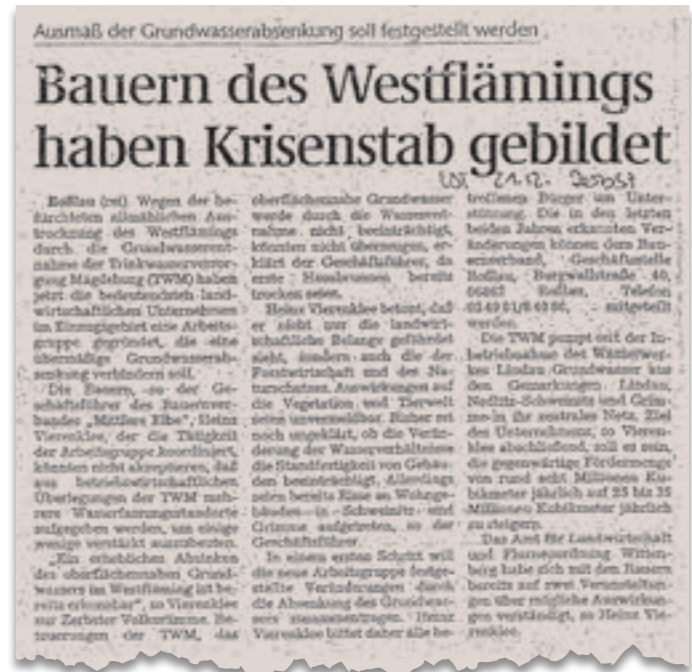 Ausmaß der Grundwasserabsenkung soll festgestellt werden
Bauern des Westflämings
haben Krisenstab gebildet
21.12. Zerbst
Roßlau (rei). Wegen der be-
fürchteten allmählichen Aus-
trocknung des Westflämings
durch die Grundwasserent-
nahme der Trinkwasserversor-
gung Magdeburg (TWM) haben
jetzt die bedeutendsten land-
wirtschaftlichen Unternehmen
im Einzugsgebiet eine Arbeits-
gruppe gegründet, die eine
übermäßige Grundwasserab-
senkung verhindern soll.
Die Bauern, so der Ge-
schäftsführer des Bauernver-
bandes „Mittlere Elbe“, Heinz
Vierenklee, der die Tätigkeit
der Arbeitsgruppe koordiniert,
könnten nicht akzeptieren, daß
aus betriebswirtschaftlichen
Überlegungen der TWM meh-
rere Wasserfassungsstandorte
aufgegeben werden, um einige
wenige verstärkt auszubeuten.
„Ein erhebliches Absinken
des oberflächennahen Grund-
wassers im Westfläming ist be-
reits erkennbar“, so Vierenklee
zur Zerbster Volksstimme. Be-
teuerungen der TWM, das
oberflächennahe Grundwasser
werde durch die Wasserent-
nahme nicht beeinträchtigt,
könnten nicht überzeugen, er-
klärt der Geschäftsführer, da
erste Hausbrunnen bereits
trocken seien.
Heinz Vierenklee betont, daß
er nicht nur die landwirt-
schaftliche Belange gefährdet
sieht, sondern auch die der
Forstwirtschaft und des Na-
turschutzes. Auswirkungen auf
die Vegetation und Tierwelt
seien unvermeidbar. Bisher sei
noch ungeklärt, ob die Verän-
derung der Wasserverhältnisse
die Standfestigkeit von Gebäu-
den beeinträchtigt. Allerdings
seien bereits Risse an Wohnge-
bäuden in Schweinitz und
Grimme aufgetreten, so der
Geschäftsführer.
In einem ersten Schritt will
die neue Arbeitsgruppe festge-
stellte Veränderungen durch
die Absenkung des Grundwas-
sers zusammentragen. Heinz
Vierenklee bittet daher alle be-
troffenen Bürger um Unter-
stützung. Die in den letzten
beiden Jahren erkannten Ver-
änderungen können dem Bau-
ernverband, Geschäftsstelle
Roßlau, Burgwallstraße 40,
06862 Roßlau, Telefon
mitgeteilt
werden.
Die TWM pumpt seit der In-
betriebnahme des Wasserwer-
kes Lindau Grundwasser aus
den Gemarkungen Lindau,
Nedlitz-Schweinitz und Grim-
me in ihr zentrales Netz. Ziel
des Unternehmens, so Vieren-
klee abschließend, soll es sein,
die gegenwärtige Fördermenge
von rund acht Millionen Ku-
bikmeter jährlich auf 25 bis 35
Millionen Kubikmeter jährlich
zu steigern.
Das Amt für Landwirtschaft
und Flurneuordnung Witten-
berg habe sich mit den Bauern
bereits auf zwei Veranstaltun-
gen über mögliche Auswirkun-
gen verständigt, so Heinz Vie-
renklee.